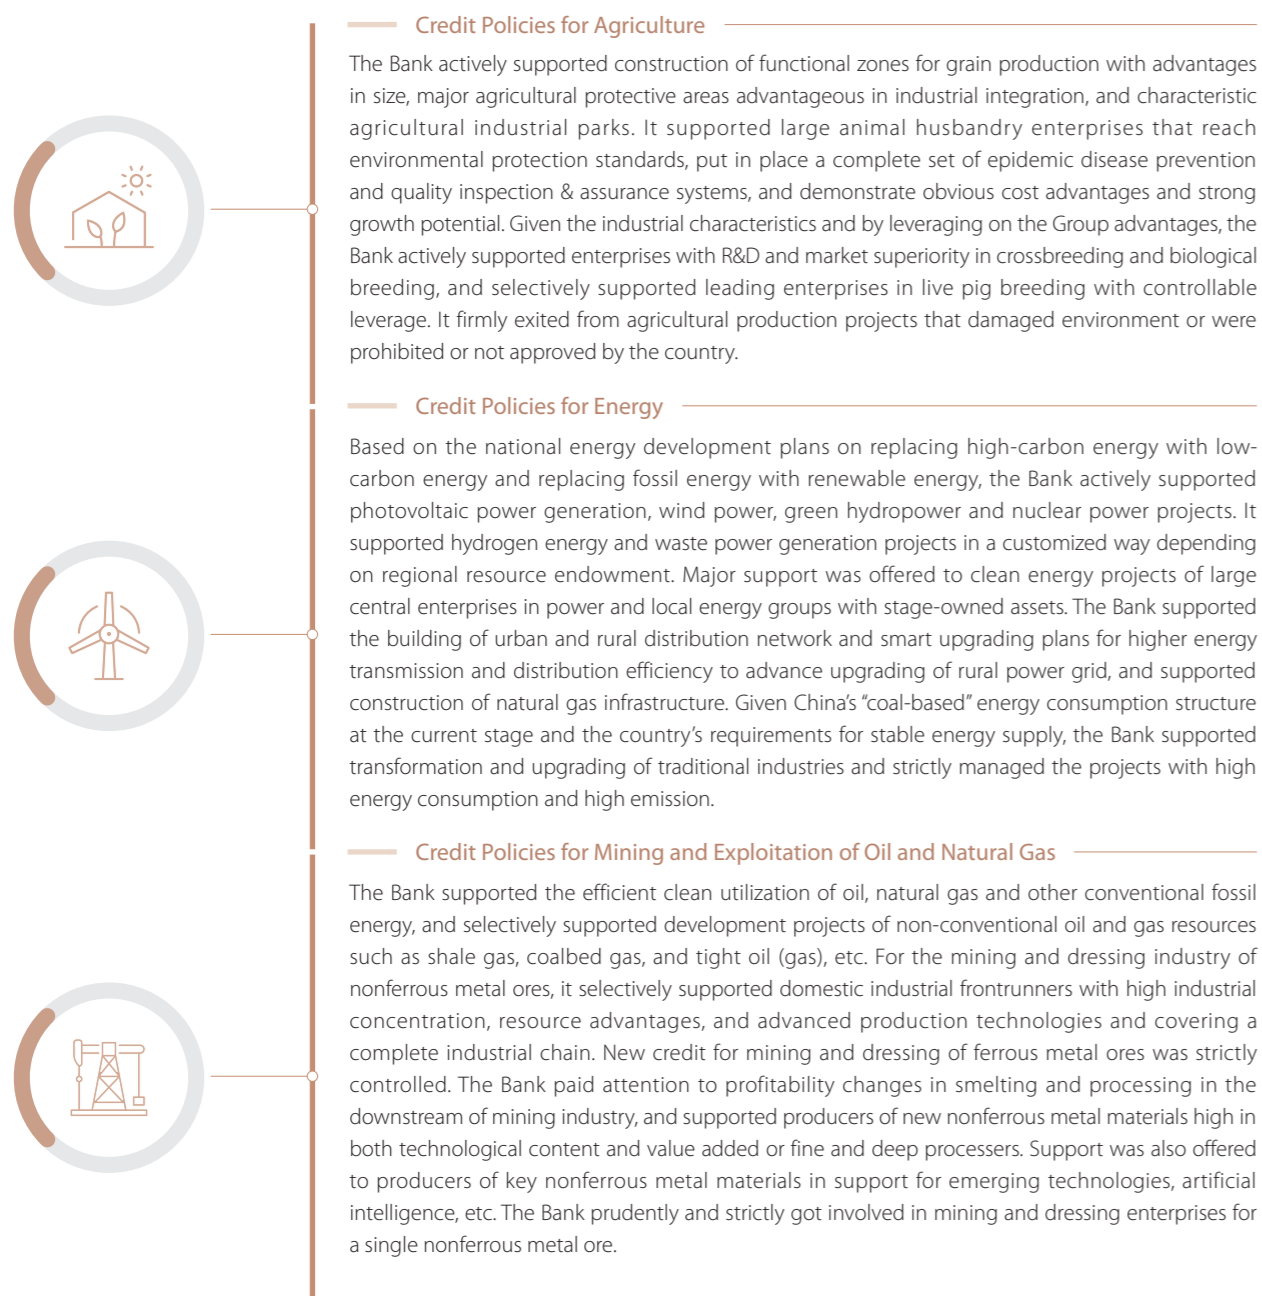 Credit Policies for Agriculture
The Bank actively supported construction of functional zones for grain production with advantages
in size, major agricultural protective areas advantageous in industrial integration, and characteristic
agricultural industrial parks. It supported large animal husbandry enterprises that reach
environmental protection standards, put in place a complete set of epidemic disease prevention
and quality inspection & assurance systems, and demonstrate obvious cost advantages and strong
growth potential. Given the industrial characteristics and by leveraging on the Group advantages, the
Bank actively supported enterprises with R&D and market superiority in crossbreeding and biological
breeding, and selectively supported leading enterprises in live pig breeding with controllable
leverage. It firmly exited from agricultural production projects that damaged environment or were
prohibited or not approved by the country.
Credit Policies for Energy
Based on the national energy development plans on replacing high-carbon energy with low-
carbon energy and replacing fossil energy with renewable energy, the Bank actively supported
photovoltaic power generation, wind power, green hydropower and nuclear power projects. It
supported hydrogen energy and waste power generation projects in a customized way depending
on regional resource endowment. Major support was offered to clean energy projects of large
central enterprises in power and local energy groups with stage-owned assets. The Bank supported
the building of urban and rural distribution network and smart upgrading plans for higher energy
transmission and distribution efficiency to advance upgrading of rural power grid, and supported
construction of natural gas infrastructure. Given China's "coal-based" energy consumption structure
at the current stage and the country's requirements for stable energy supply, the Bank supported
transformation and upgrading of traditional industries and strictly managed the projects with high
energy consumption and high emission.
Credit Policies for Mining and Exploitation of Oil and Natural Gas
The Bank supported the efficient clean utilization of oil, natural gas and other conventional fossil
energy, and selectively supported development projects of non-conventional oil and gas resources
such as shale gas, coalbed gas, and tight oil (gas), etc. For the mining and dressing industry of
nonferrous metal ores, it selectively supported domestic industrial frontrunners with high industrial
concentration, resource advantages, and advanced production technologies and covering a
complete industrial chain. New credit for mining and dressing of ferrous metal ores was strictly
controlled. The Bank paid attention to profitability changes in smelting and processing in the
downstream of mining industry, and supported producers of new nonferrous metal materials high in
both technological content and value added or fine and deep processers. Support was also offered
to producers of key nonferrous metal materials in support for emerging technologies, artificial
intelligence, etc. The Bank prudently and strictly got involved in mining and dressing enterprises for
a single nonferrous metal ore.